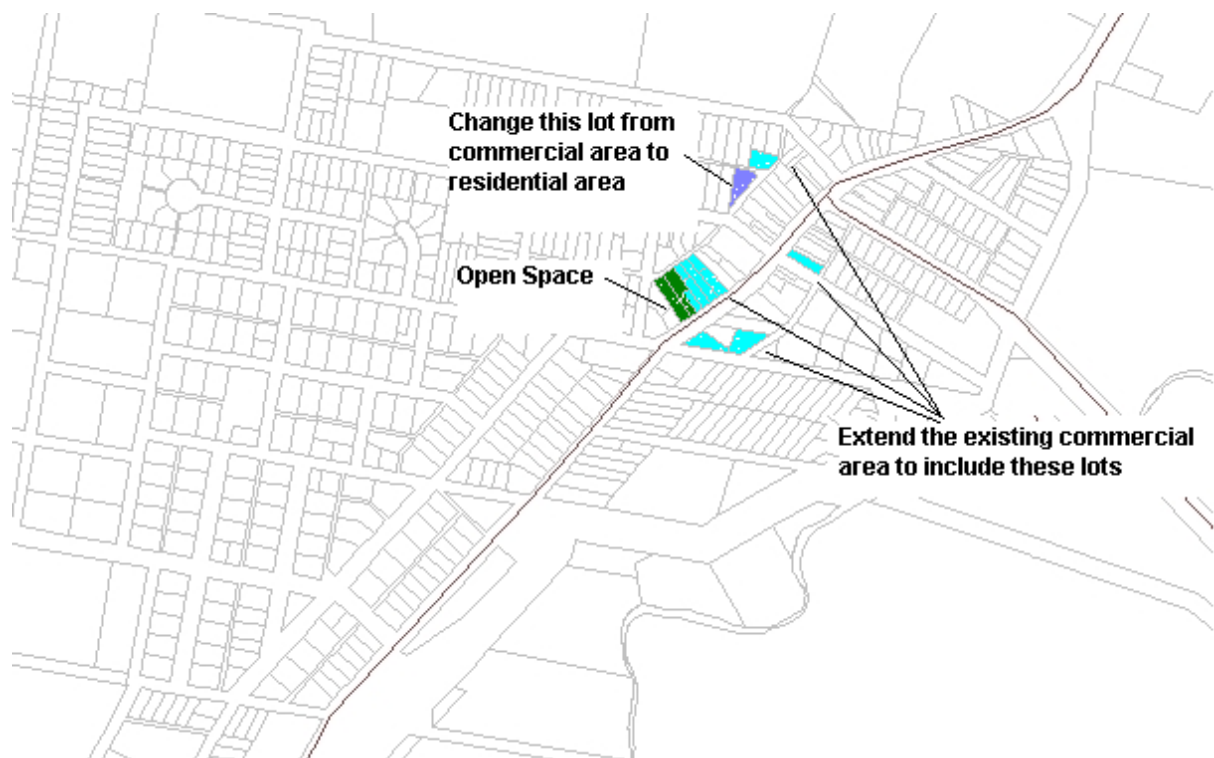 Change this lot from
commercial area to
residential area
Open Space
Extend the existing commercial
area to include these lots